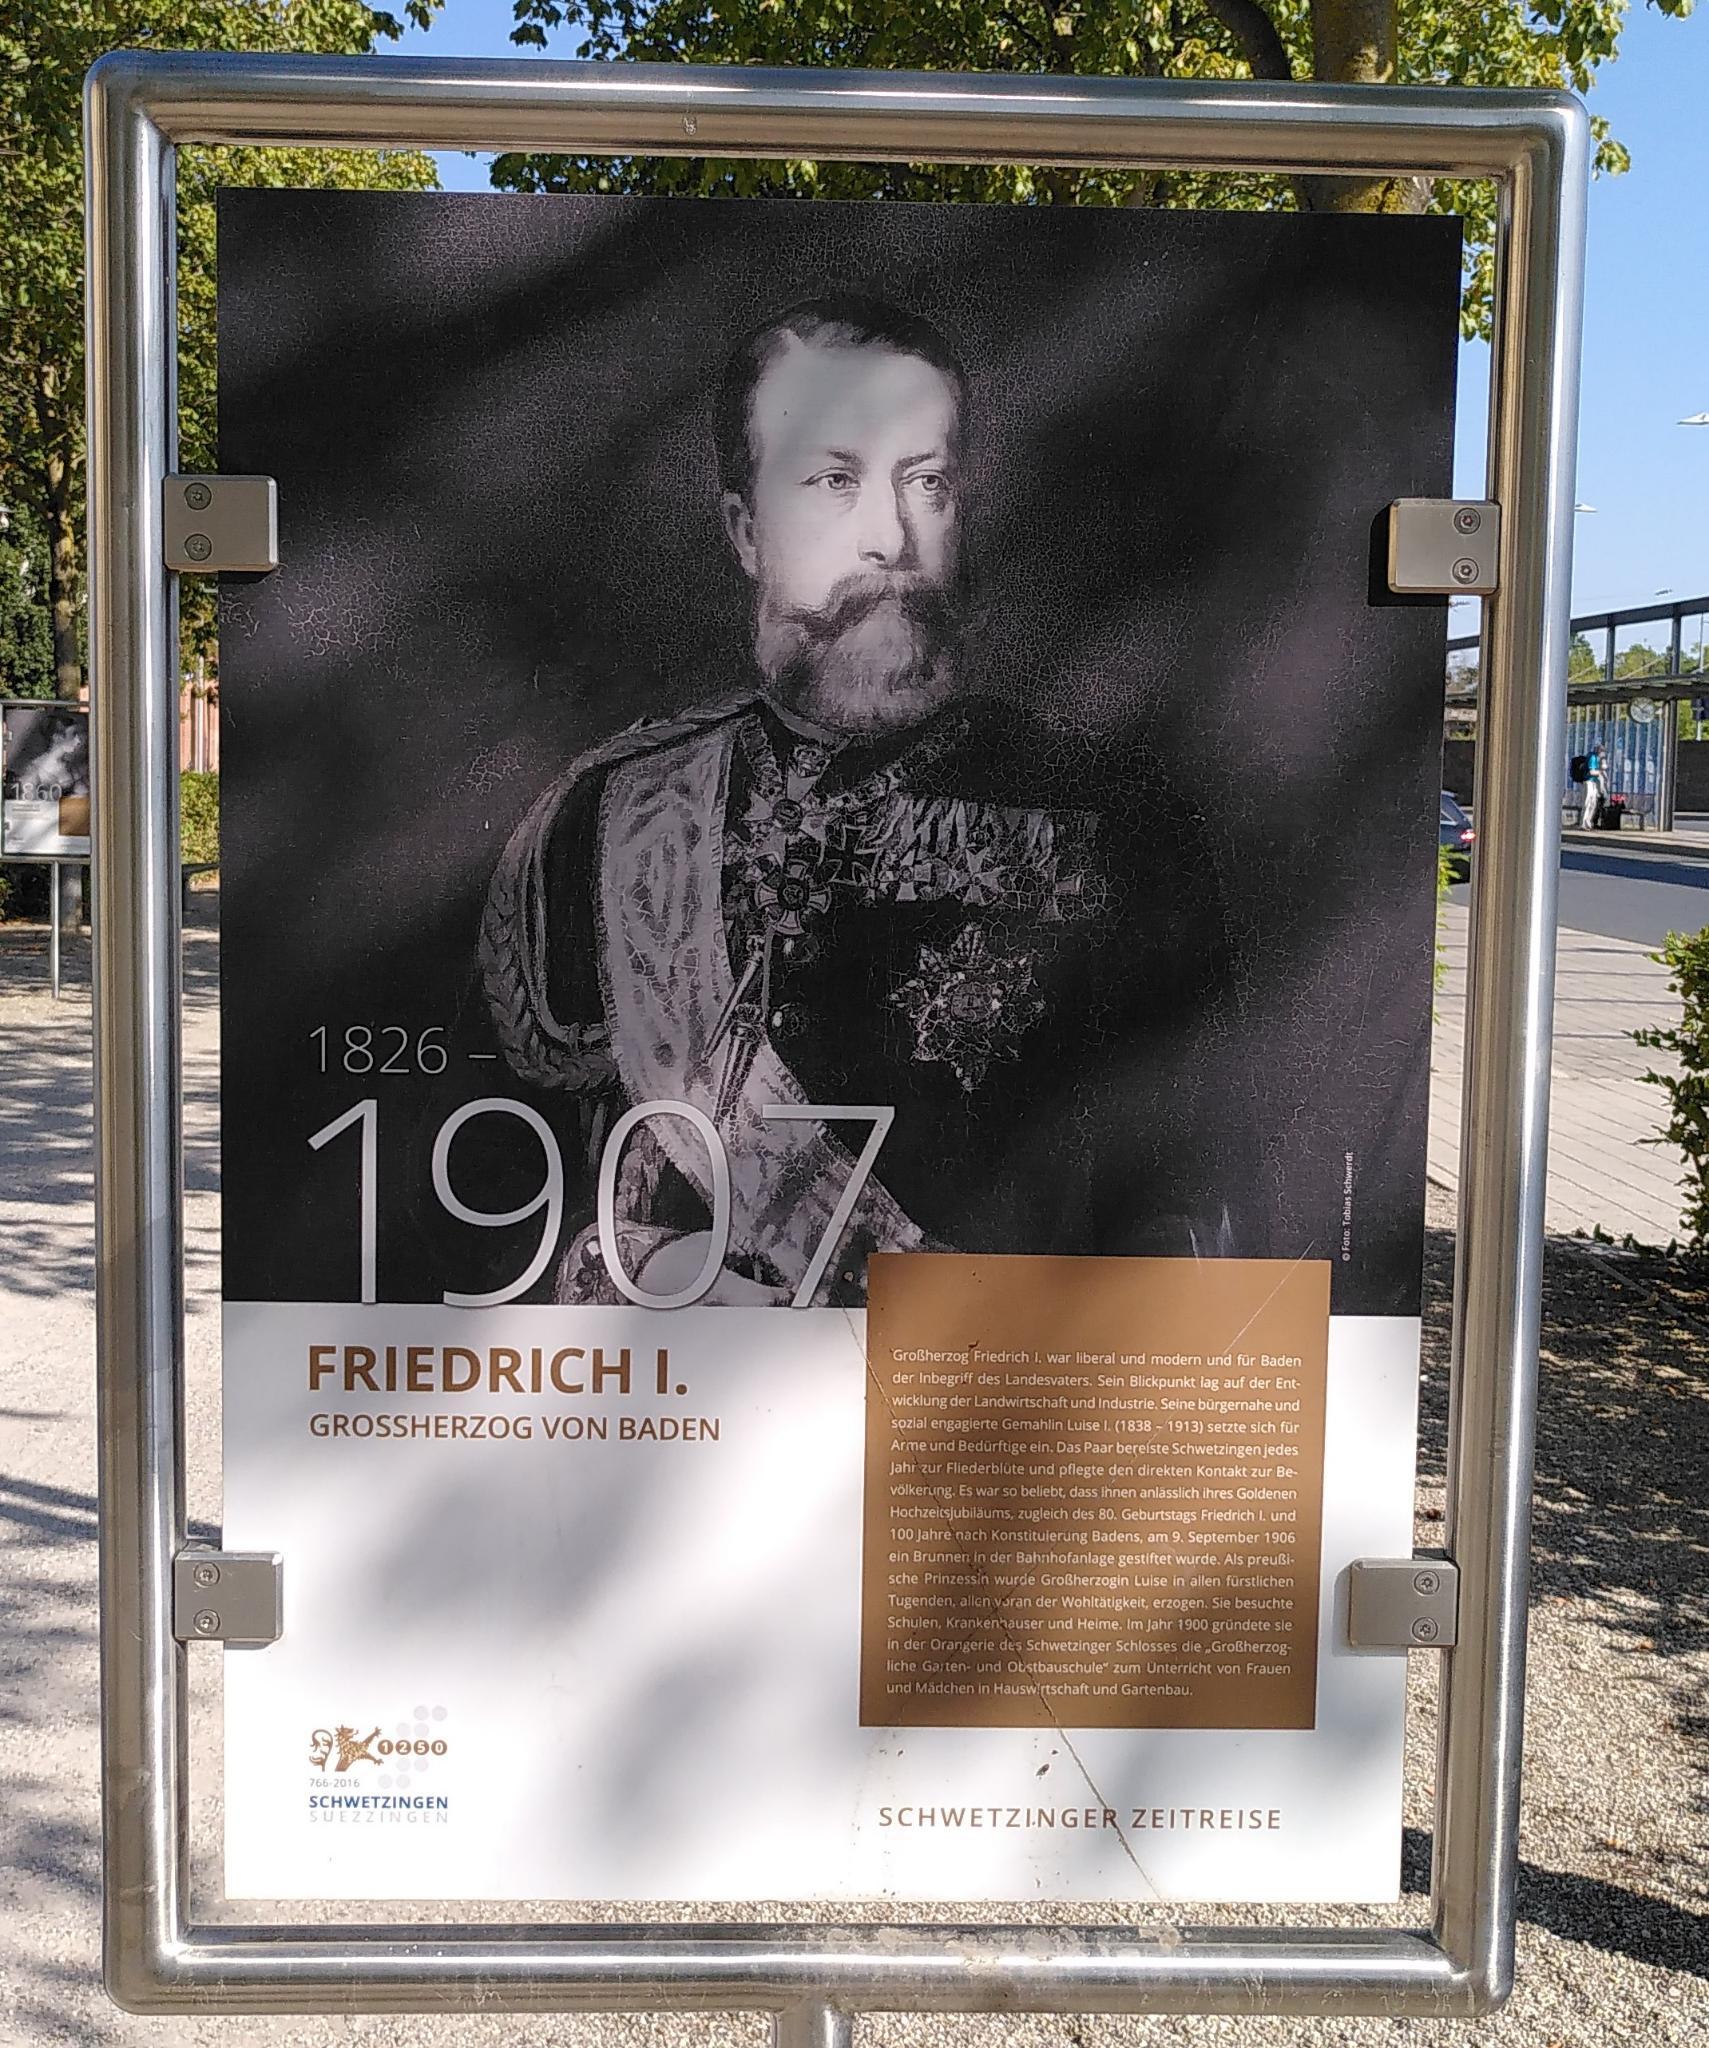 1826 –
1907
© Foto: Tobias Schwerdt
FRIEDRICH I.
GROSSHERZOG VON BADEN
Großherzog Friedrich I. war liberal und modern und für Baden
der Inbegriff des Landesvaters. Sein Blickpunkt lag auf der Ent-
wicklung der Landwirtschaft und Industrie. Seine bürgernahe und
sozial engagierte Gemahlin Luise I. (1838 – 1913) setzte sich für
Arme und Bedürftige ein. Das Paar bereiste Schwetzingen jedes
Jahr zur Fliederblüte und pflegte den direkten Kontakt zur Be-
völkerung. Es war so beliebt, dass ihnen anlässlich ihres Goldenen
Hochzeitsjubiläums, zugleich des 80. Geburtstags Friedrich I. und
100 Jahre nach Konstituierung Badens, am 9. September 1906
ein Brunnen in der Bahnhofanlage gestiftet wurde. Als preußi-
sche Prinzessin wurde Großherzogin Luise in allen fürstlichen
Tugenden, allen voran der Wohltätigkeit, erzogen. Sie besuchte
Schulen, Krankenhäuser und Heime. Im Jahr 1900 gründete sie
in der Orangerie des Schwetzinger Schlosses die „Großherzog-
liche Garten- und Obstbauschule“ zum Unterricht von Frauen
und Mädchen in Hauswirtschaft und Gartenbau.
1250
766-2016
SCHWETZINGEN
SUEZZINGEN
SCHWETZINGER ZEITREISE
1860